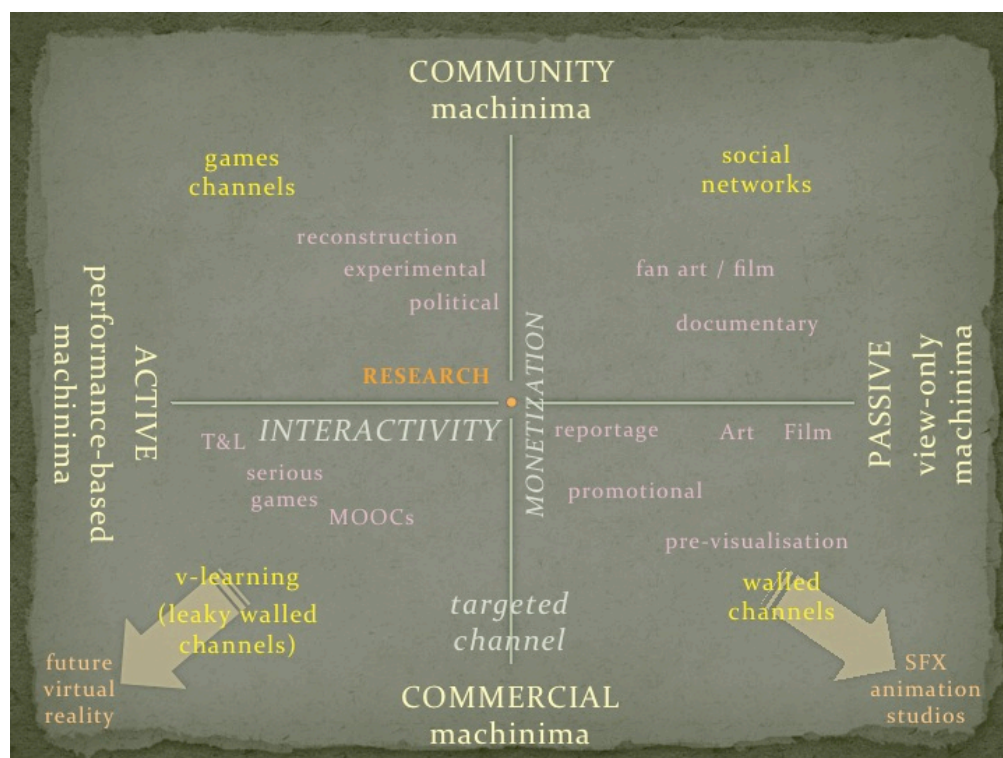 COMMUNITY
machinima
games
channels
social
networks
reconstruction
experimental
political
fan art / film
documentary
performance-based
machinima
ACTIVE
PASSIVE
view-only
machinima
RESEARCH
INTERACTIVITY
MONETIZATION
T&L
serious
games
MOOCs
reportage
Art
Film
promotional
pre-visualisation
v-learning
(leaky walled
channels)
targeted
channel
walled
channels
future
virtual
reality
SFX
animation
studios
COMMERCIAL
machinima